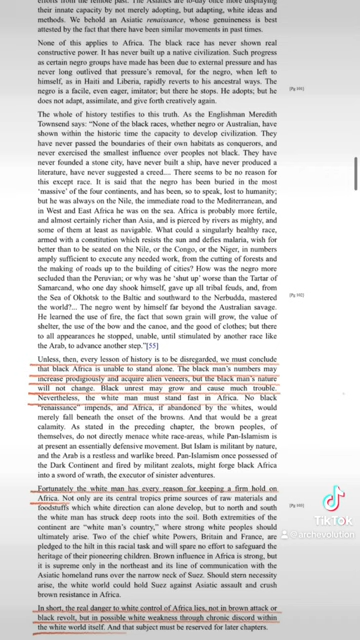 efforts from the remote past. The Asiatics are to-day once more displaying
their innate capacity by not merely adopting, but adapting, white ideas and
methods. We behold an Asiatic renaissance, whose genuineness is best
attested by the fact that there have been similar movements in past times.
None of this applies to Africa. The black race has never shown real
constructive power. It has never built up a native civilization. Such progress
as certain negro groups have made has been due to external pressure and has
never long outlived that pressure's removal, for the negro, when left to
himself, as in Haiti and Liberia, rapidly reverts to his ancestral ways. The
negro is a facile, even eager, imitator; but there he stops. He adopts; but he
does not adapt, assimilate, and give forth creatively again.
[Pg 101]
The whole of history testifies to this truth. As the Englishman Meredith
Townsend says: "None of the black races, whether negro or Australian, have
shown within the historic time the capacity to develop civilization. They
have never passed the boundaries of their own habitats as conquerors, and
never exercised the smallest influence over peoples not black. They have
never founded a stone city, have never built a ship, have never produced a
literature, have never suggested a creed.... There seems to be no reason for
this except race. It is said that the negro has been buried in the most
'massive' of the four continents, and has been, so to speak, lost to humanity;
but he was always on the Nile, the immediate road to the Mediterranean, and
in West and East Africa he was on the sea. Africa is probably more fertile,
and almost certainly richer than Asia, and is pierced by rivers as mighty, and
some of them at least as navigable. What could a singularly healthy race,
armed with a constitution which resists the sun and defies malaria, wish for
better than to be seated on the Nile, or the Congo, or the Niger, in numbers
amply sufficient to execute any needed work, from the cutting of forests and
the making of roads up to the building of cities? How was the negro more
secluded than the Peruvian; or why was he 'shut up' worse than the Tartar of
Samarcand, who one day shook himself, gave up all tribal feuds, and, from
the Sea of Okhotsk to the Baltic and southward to the Nerbudda, mastered
the world?... The negro went by himself far beyond the Australian savage.
He learned the use of fire, the fact that sown grain will grow, the value of
shelter, the use of the bow and the canoe, and the good of clothes; but there
to all appearances he stopped, unable, until stimulated by another race like
the Arab, to advance another step."[55]
[Pg 102]
Unless, then, every lesson of history is to be disregarded, we must conclude
that black Africa is unable to stand alone. The black man's numbers may
increase prodigiously and acquire alien veneers, but the black man's nature
will not change. Black unrest may grow and cause much trouble.
Nevertheless, the white man must stand fast in Africa. No black
"renaissance" impends, and Africa, if abandoned by the whites, would
merely fall beneath the onset of the browns. And that would be a great
calamity. As stated in the preceding chapter, the brown peoples, of
themselves, do not directly menace white race-areas, while Pan-Islamism is
at present an essentially defensive movement. But Islam is militant by nature,
and the Arab is a restless and warlike breed. Pan-Islamism once possessed of
the Dark Continent and fired by militant zealots, might forge black Africa
into a sword of wrath, the executor of sinister adventures.
Fortunately the white man has every reason for keeping a firm hold on
Africa. Not only are its central tropics prime sources of raw materials and
foodstuffs which white direction can alone develop, but to north and south
the white man has struck deep roots into the soil. Both extremities of the
continent are "white man's country," where strong white peoples should
ultimately arise. Two of the chief white Powers, Britain and France, are
pledged to the hilt in this racial task and will spare no effort to safeguard the
heritage of their pioneering children. Brown influence in Africa is strong, but
it is supreme only in the northeast and its line of communication with the
Asiatic homeland runs over the narrow neck of Suez. Should stern necessity
arise, the white world could hold Suez against Asiatic assault and crush
brown resistance in Africa.
In short, the real danger to white control of Africa lies, not in brown attack or
black revolt, but in possible white weakness through chronic discord within
the white world itself. And that subject must be reserved for later chapters.
TikTok
@archevolution